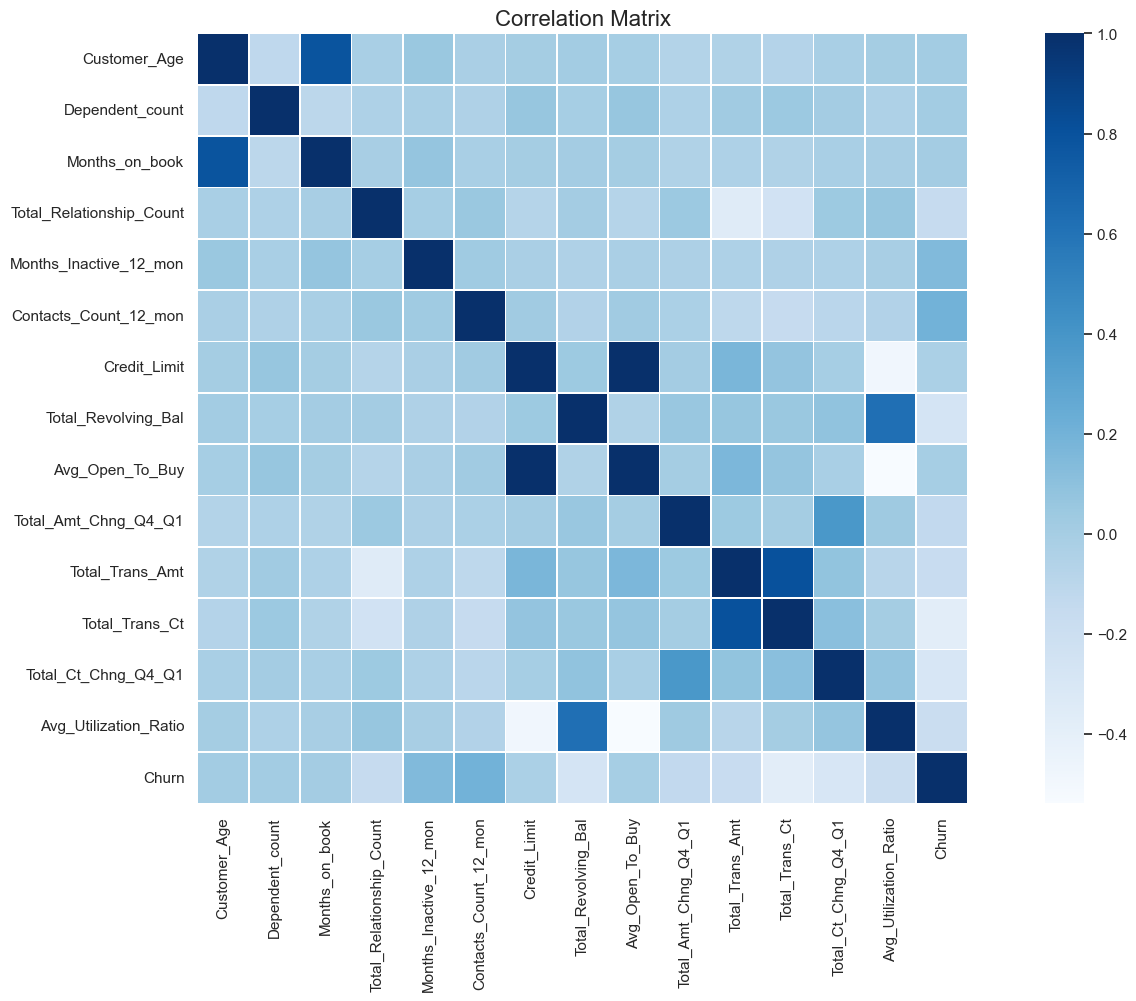 Correlation Matrix
Customer_Age
Dependent_count
Months_on_book
Total_Relationship_Count
Months_Inactive_12_mon
Contacts_Count_12_mon
Credit_Limit
Total_Revolving_Bal
Avg_Open_To_Buy
Total_Amt_Chng_Q4_Q1
Total_Trans_Amt
Total_Trans_Ct
Total_Ct_Chng_Q4_Q1
Avg_Utilization_Ratio
Churn
Customer_Age
Dependent_count
Months_on_book
Total_Relationship_Count
Months_Inactive_12_mon
Contacts_Count_12_mon
Credit_Limit
Total_Revolving_Bal
Avg_Open_To_Buy
Total_Amt_Chng_Q4_Q1
Total_Trans_Amt
Total_Trans_Ct
Total_Ct_Chng_Q4_Q1
Avg_Utilization_Ratio
Churn
1.0
0.8
0.6
0.4
0.2
0.0
−0.2
−0.4